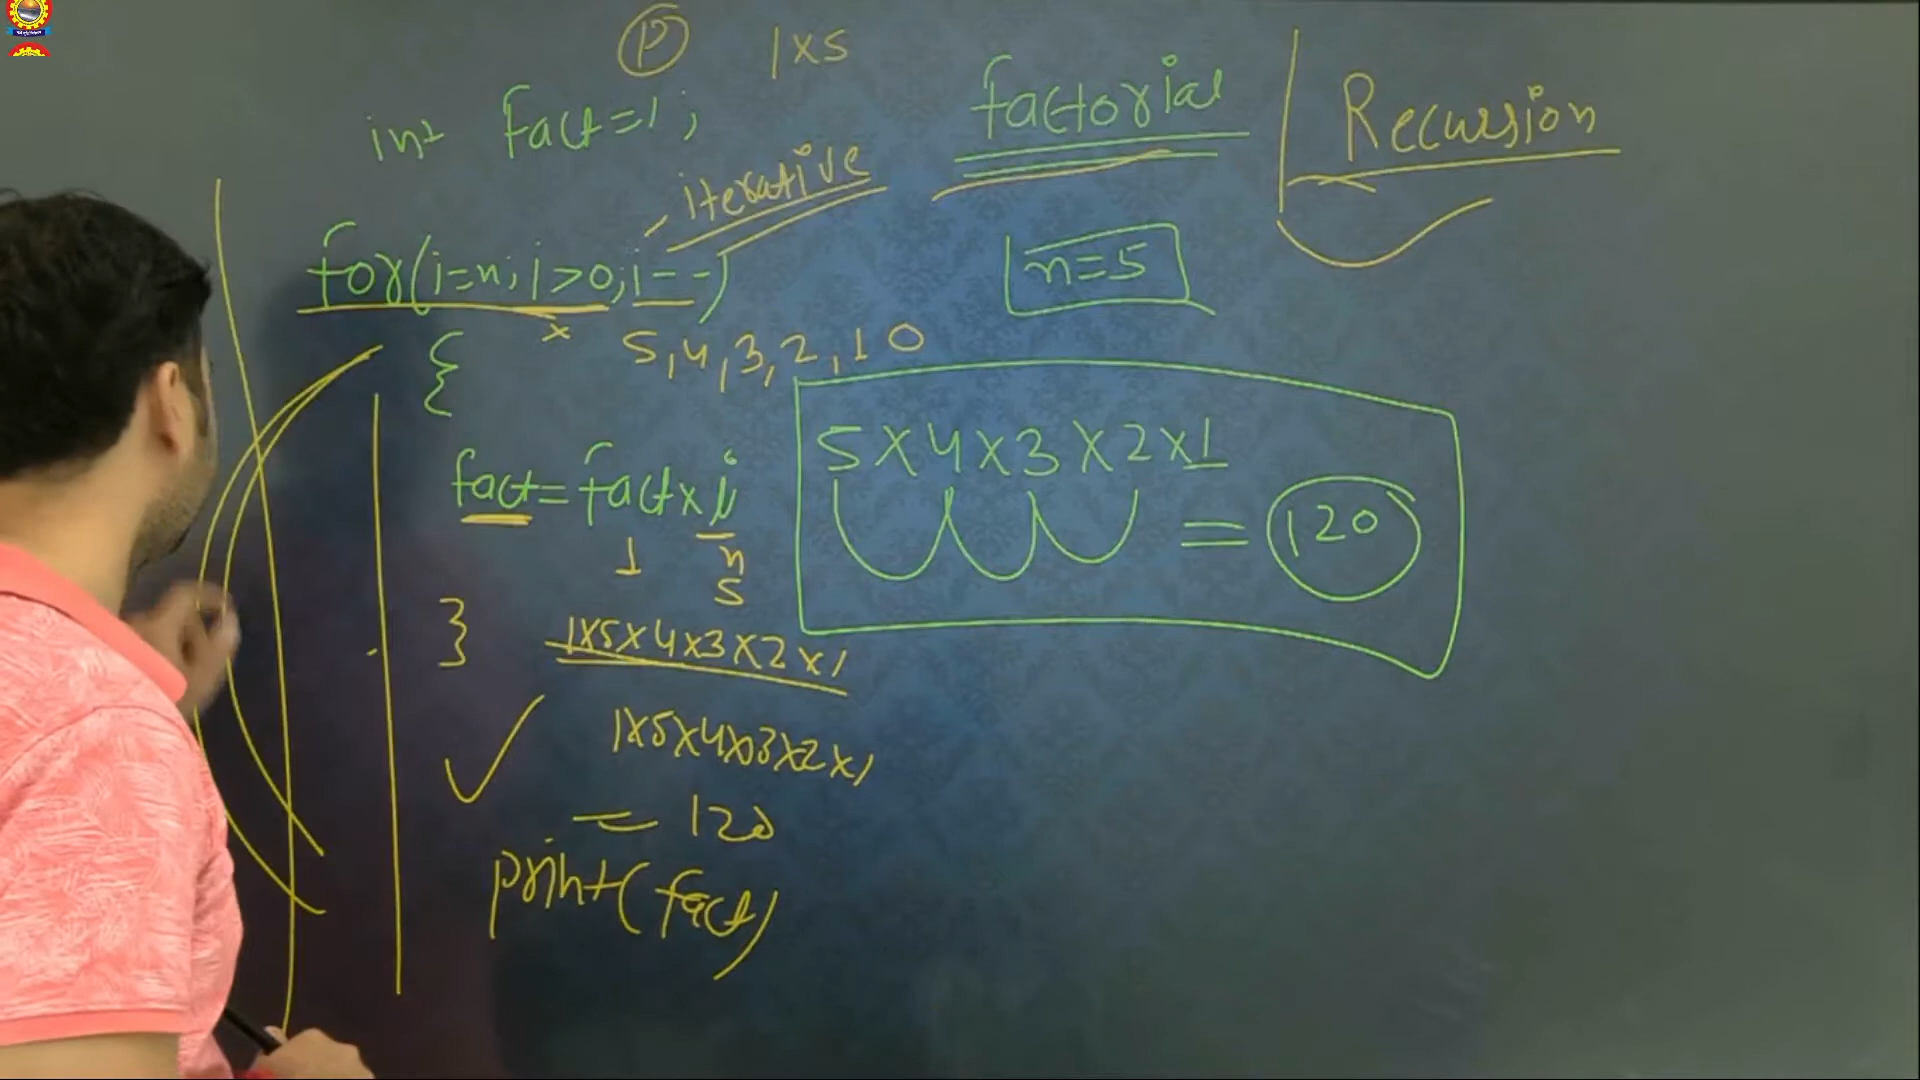 1x5
factorial
Recursion
int fact=1;
iterative
for(i=n; i>0; i--)
n=5
x
5,4,3,2,1 0
{
5x4x3x2x1
fact=fact x i
= 120
1 n
5
}
1x5x4x3x2x1
1x5x4x3x2x1
= 120
print(fact)